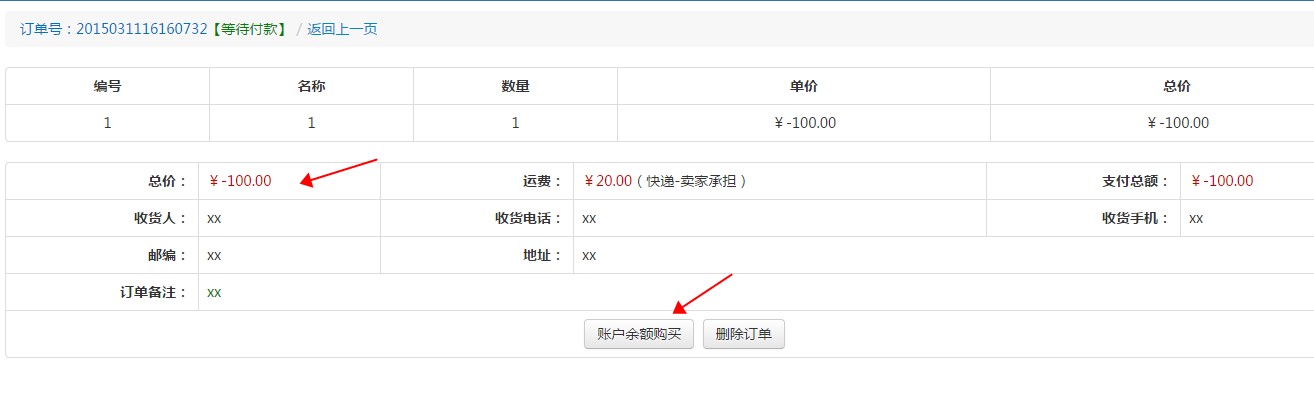 订单号：2015031116160732【等待付款】 / 返回上一页
编号 名称 数量 单价 总价
1 1 1 ¥ -100.00 ¥ -100.00
总价： ¥ -100.00 运费： ¥ 20.00（快递-卖家承担） 支付总额： ¥ -100.00
收货人： xx 收货电话： xx 收货手机： xx
邮编： xx 地址： xx
订单备注： xx
账户余额购买 删除订单